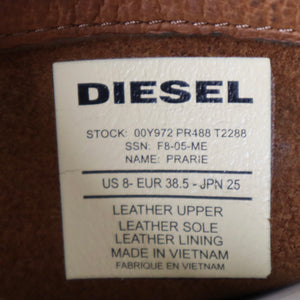 DIESEL
STOCK: 00Y972 PR488 T2288
SSN: F8-05-ME
NAME: PRARIE
US 8- EUR 38.5 - JPN 25
LEATHER UPPER
LEATHER SOLE
LEATHER LINING
MADE IN VIETNAM
FABRIQUE EN VIETNAM